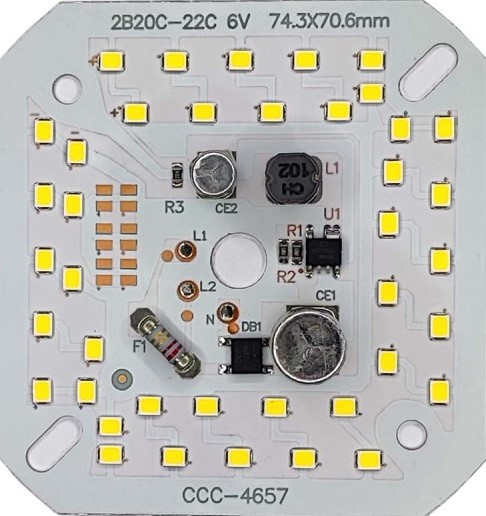 2B20C-22C 6V 74.3X70.6mm
R3
CE2
CH
102
L1
U1
R1
R2
L1
L2
N
DB1
CE1
F1
CCC-4657